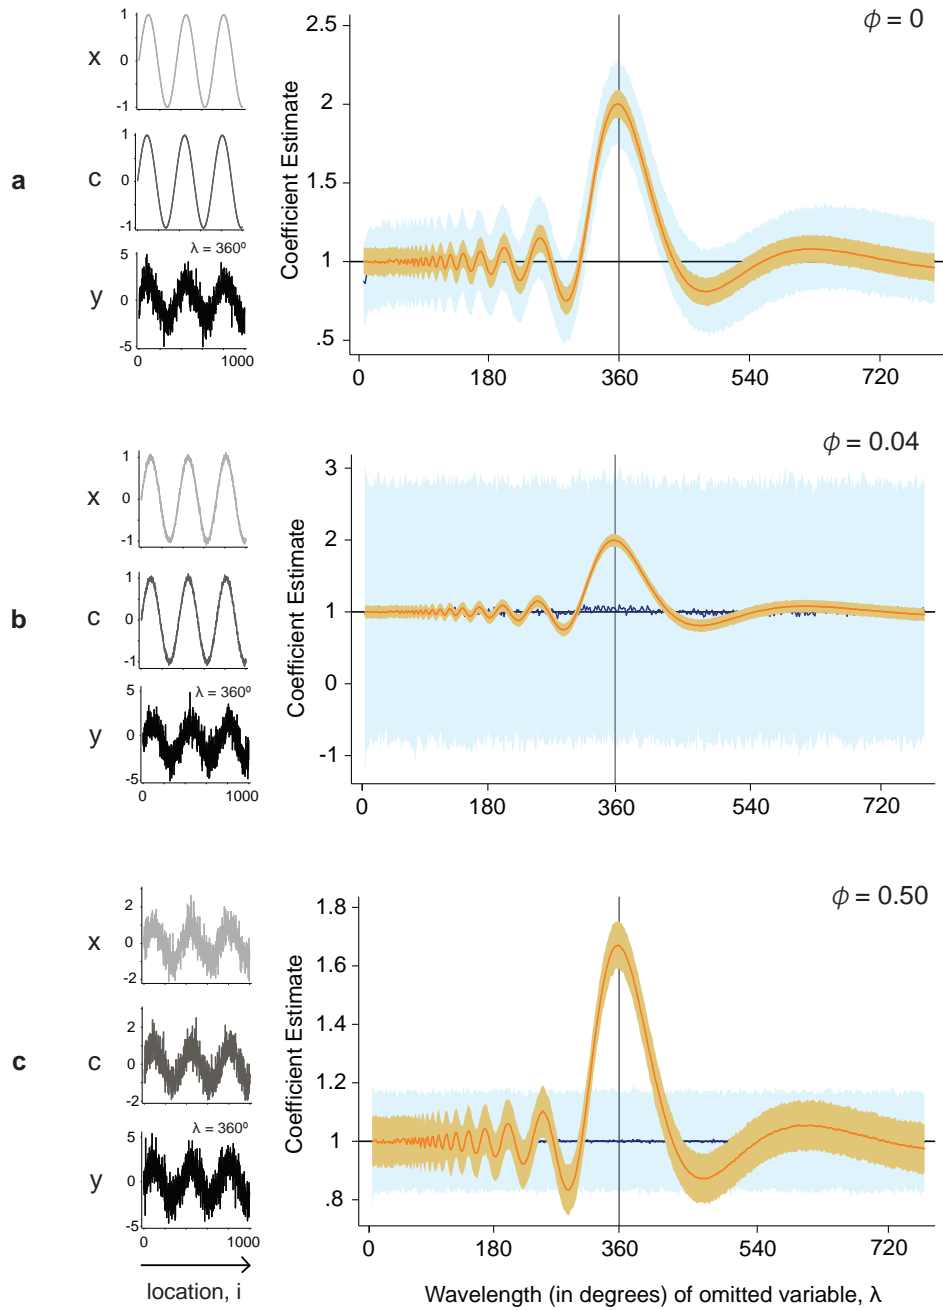 a
x
1
0
-1
c
1
0
-1
y
λ = 360º
5
0
-5
0
1000
ϕ = 0
Coefficient Estimate
2.5
2
1.5
1
.5
0
180
360
540
720
b
x
1
0
-1
c
1
0
-1
y
λ = 360º
5
0
-5
0
1000
ϕ = 0.04
Coefficient Estimate
3
2
1
0
-1
0
180
360
540
720
c
x
2
0
-2
c
2
0
-2
y
λ = 360º
5
0
-5
0
1000
location, i
ϕ = 0.50
Coefficient Estimate
1.8
1.6
1.4
1.2
1
.8
0
180
360
540
720
Wavelength (in degrees) of omitted variable, λ